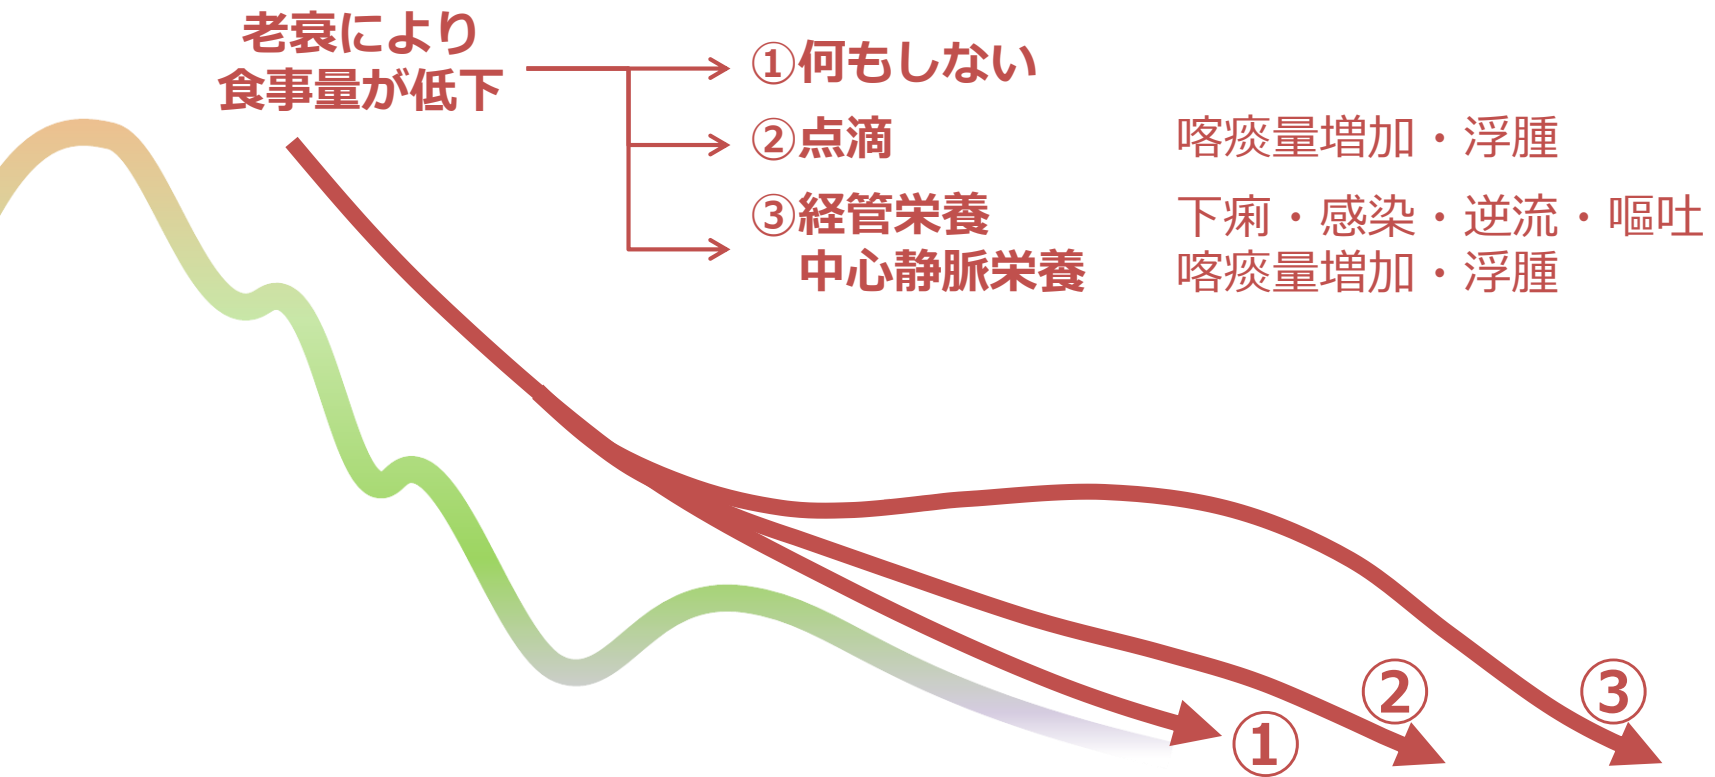 老衰により
食事量が低下
①何もしない
②点滴
喀痰量増加・浮腫
③経管栄養
中心静脈栄養
下痢・感染・逆流・嘔吐
喀痰量増加・浮腫
①
②
③